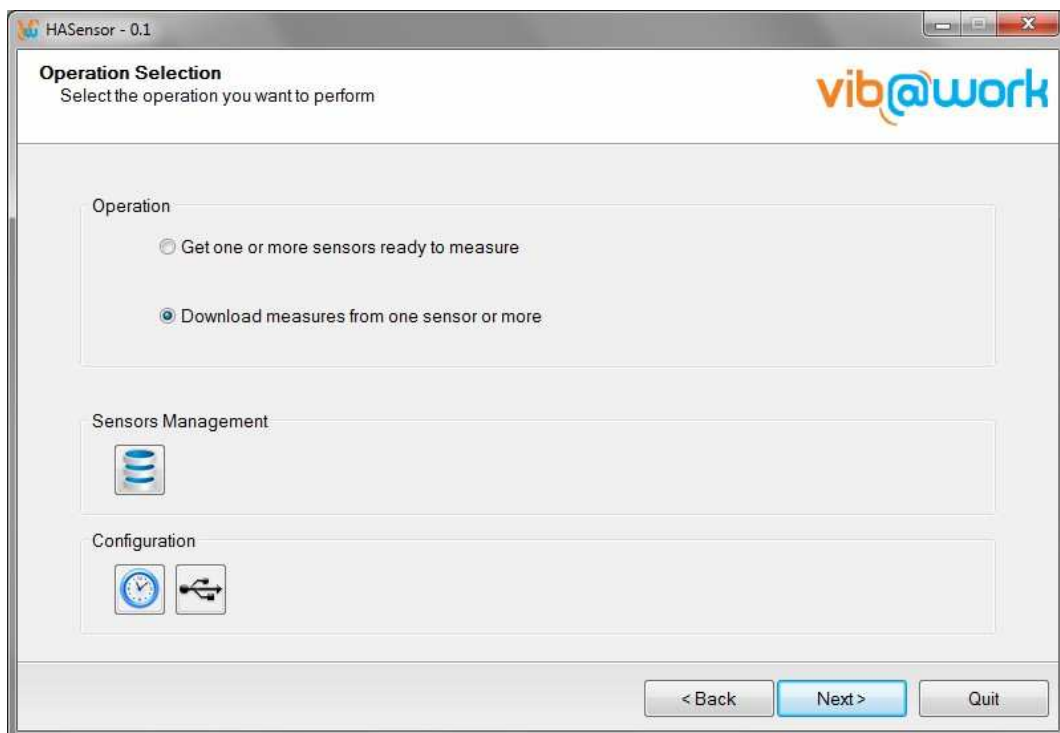 HASensor - 0.1
Operation Selection
Select the operation you want to perform
vib@work
Operation
Get one or more sensors ready to measure
Download measures from one sensor or more
Sensors Management
Configuration
< Back
Next >
Quit